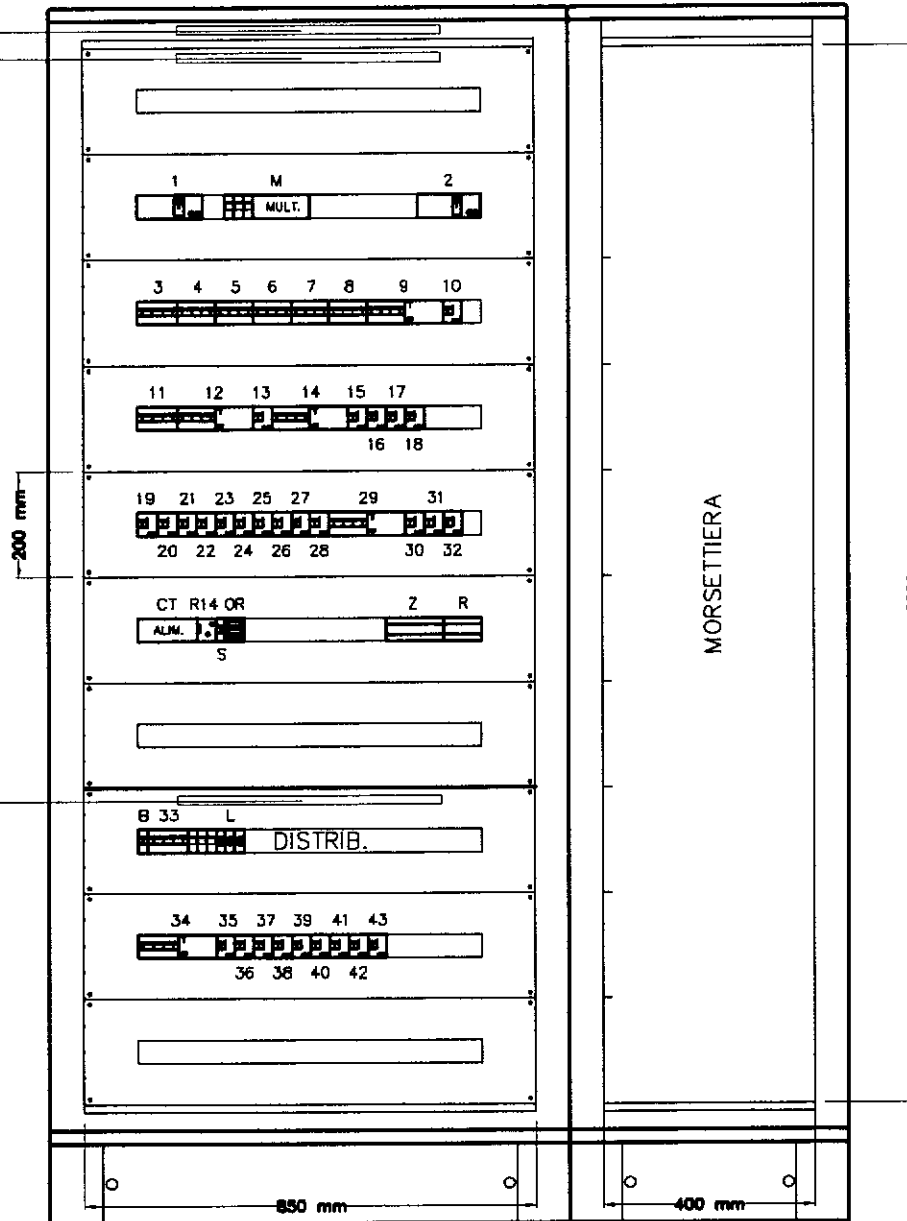 1 M 2
MULT.
3 4 5 6 7 8 9 10
11 12 13 14 15 17
16 18
19 21 23 25 27 29 31
20 22 24 26 28 30 32
200 mm
MORSETTIERA
CT R14 OR Z R
ALIM.
S
B 33 L
DISTRIB.
34 35 37 39 41 43
36 38 40 42
850 mm
400 mm